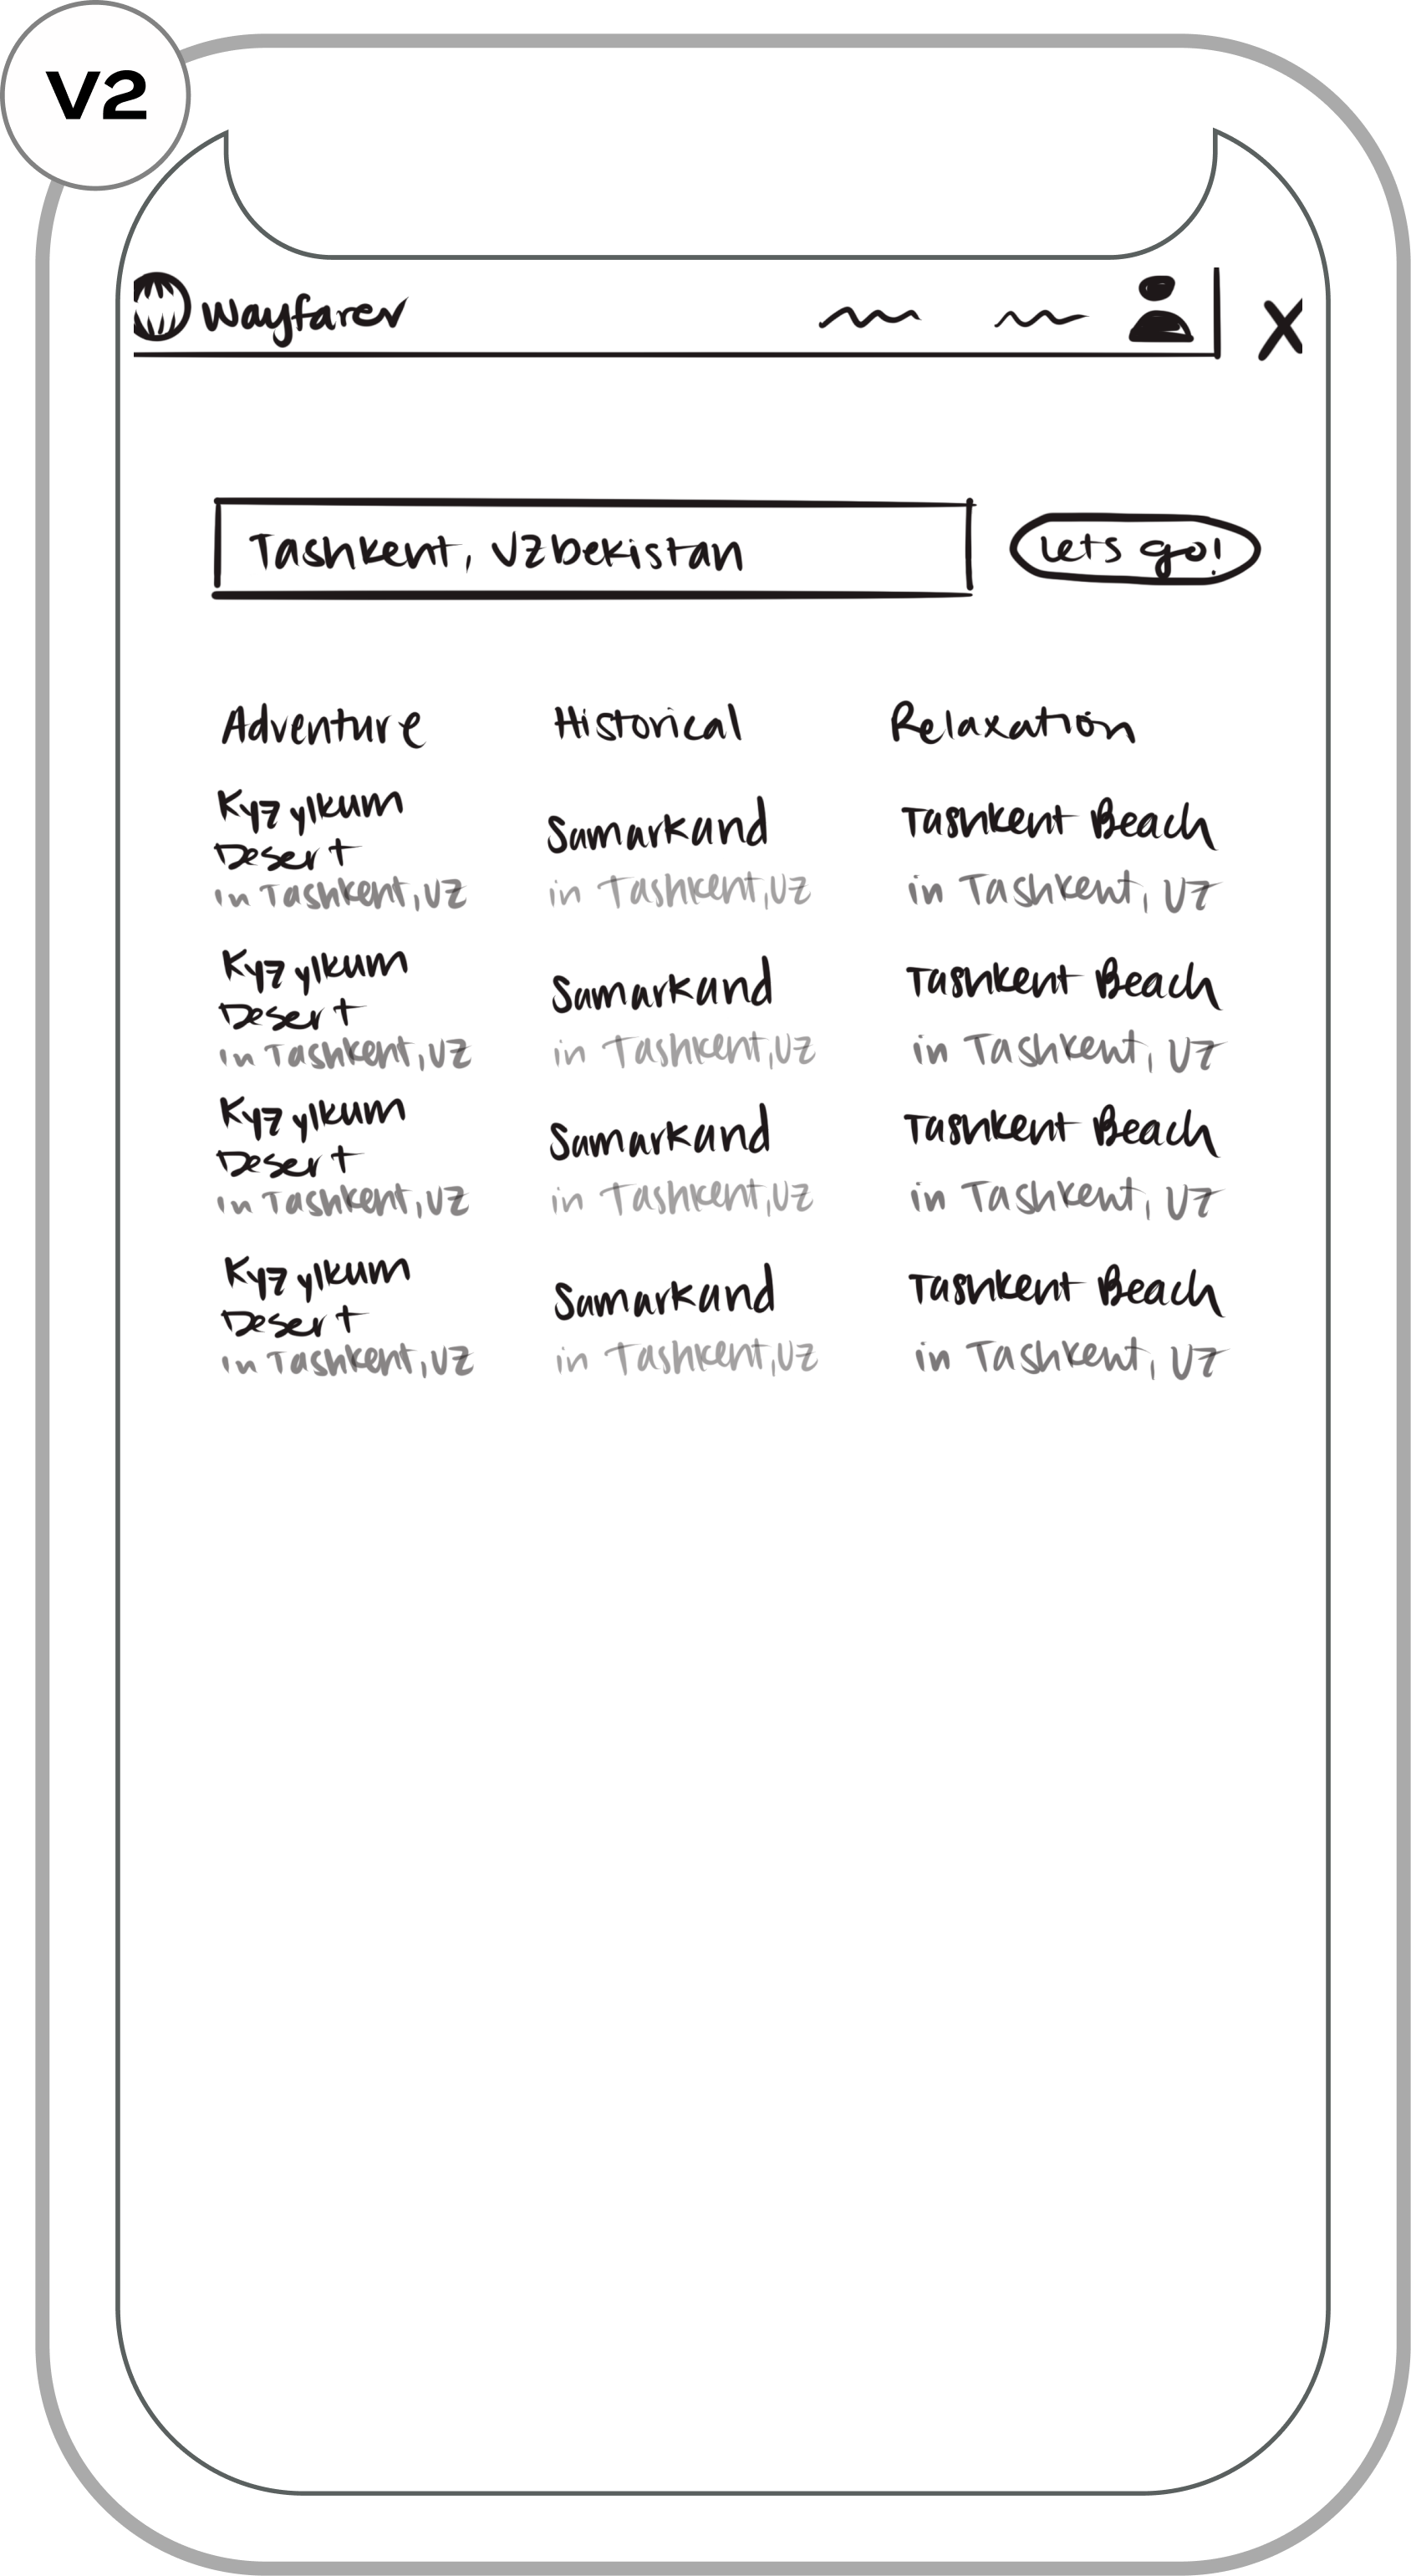 V2
Wayfarer
X
Tashkent, Uzbekistan
Lets go!
Adventure
Historical
Relaxation
Kyzylkum
Desert
in Tashkent, UZ
Samarkand
in Tashkent, UZ
Tashkent Beach
in Tashkent, UZ
Kyzylkum
Desert
in Tashkent, UZ
Samarkand
in Tashkent, UZ
Tashkent Beach
in Tashkent, UZ
Kyzylkum
Desert
in Tashkent, UZ
Samarkand
in Tashkent, UZ
Tashkent Beach
in Tashkent, UZ
Kyzylkum
Desert
in Tashkent, UZ
Samarkand
in Tashkent, UZ
Tashkent Beach
in Tashkent, UZ